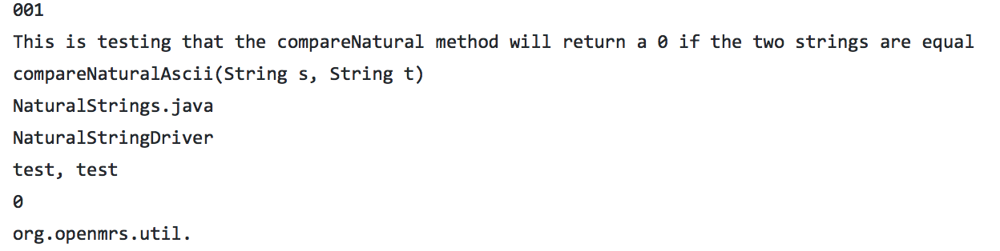 001
This is testing that the compareNatural method will return a 0 if the two strings are equal
compareNaturalAscii(String s, String t)
NaturalStrings.java
NaturalStringDriver
test, test
0
org.openmrs.util.